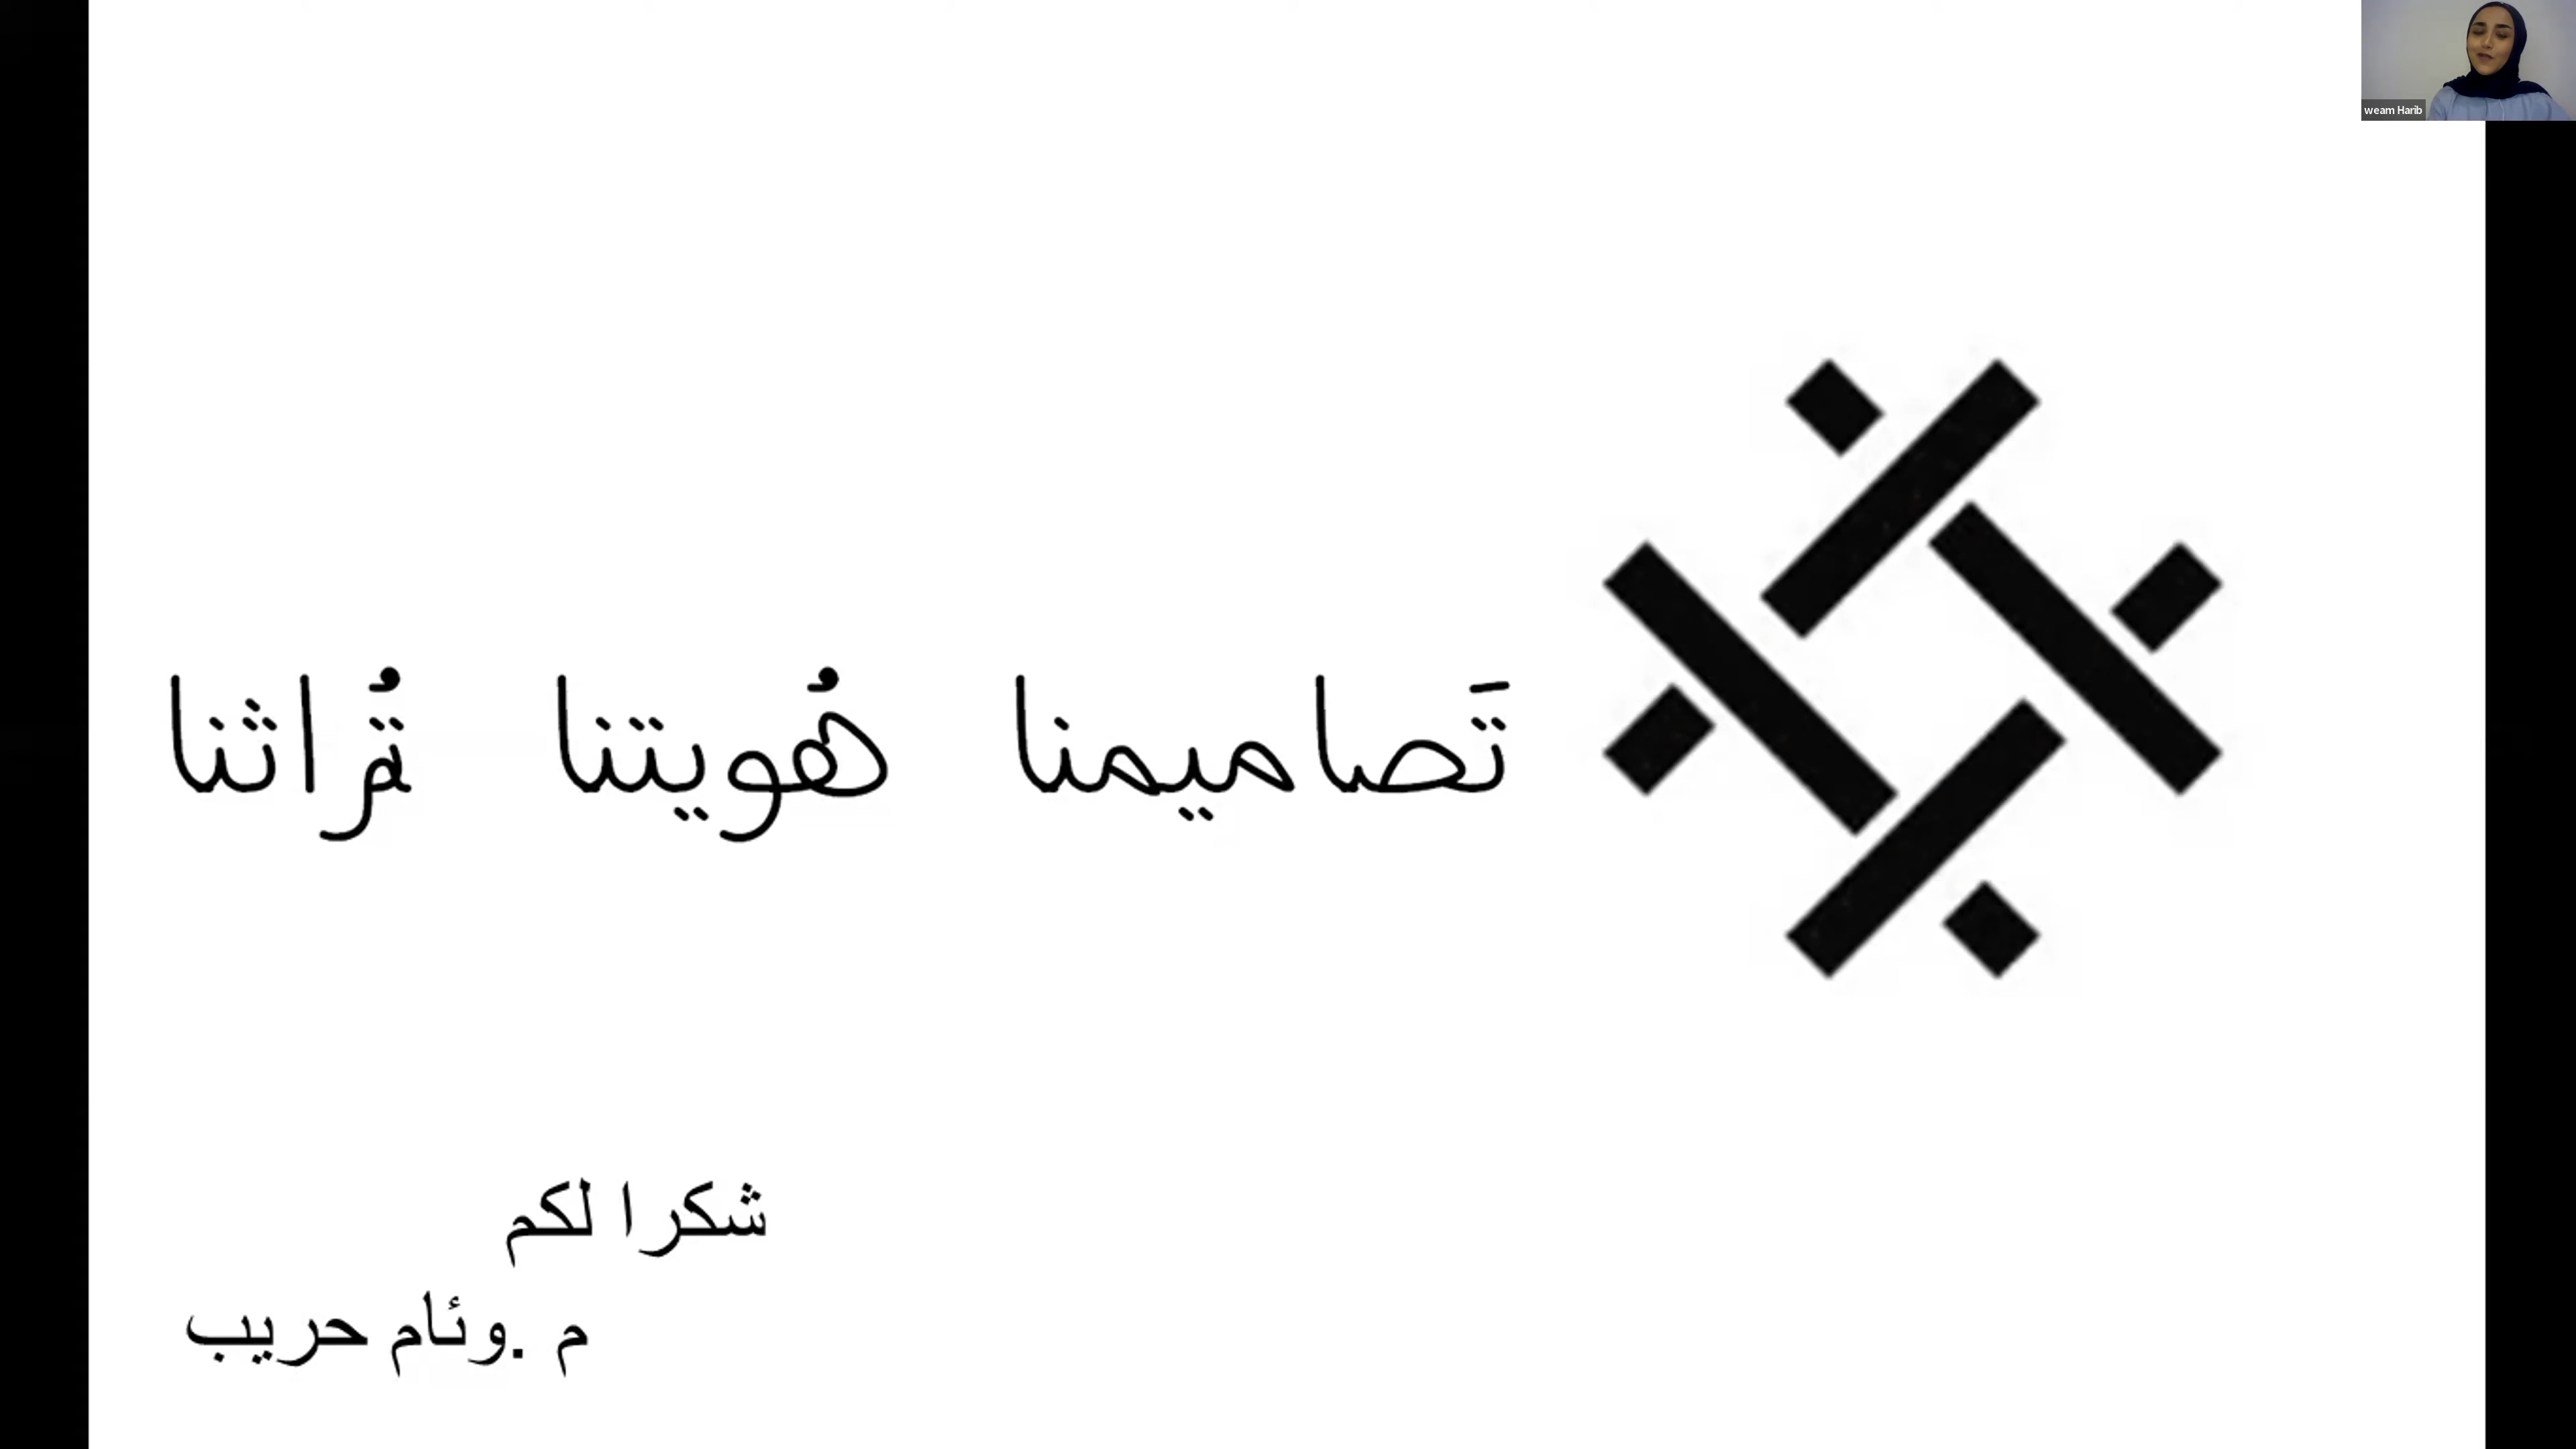 weam Harib
تَصاميمنا هُويتنا تُراثنا
شكرا لكم
م .وئام حريب